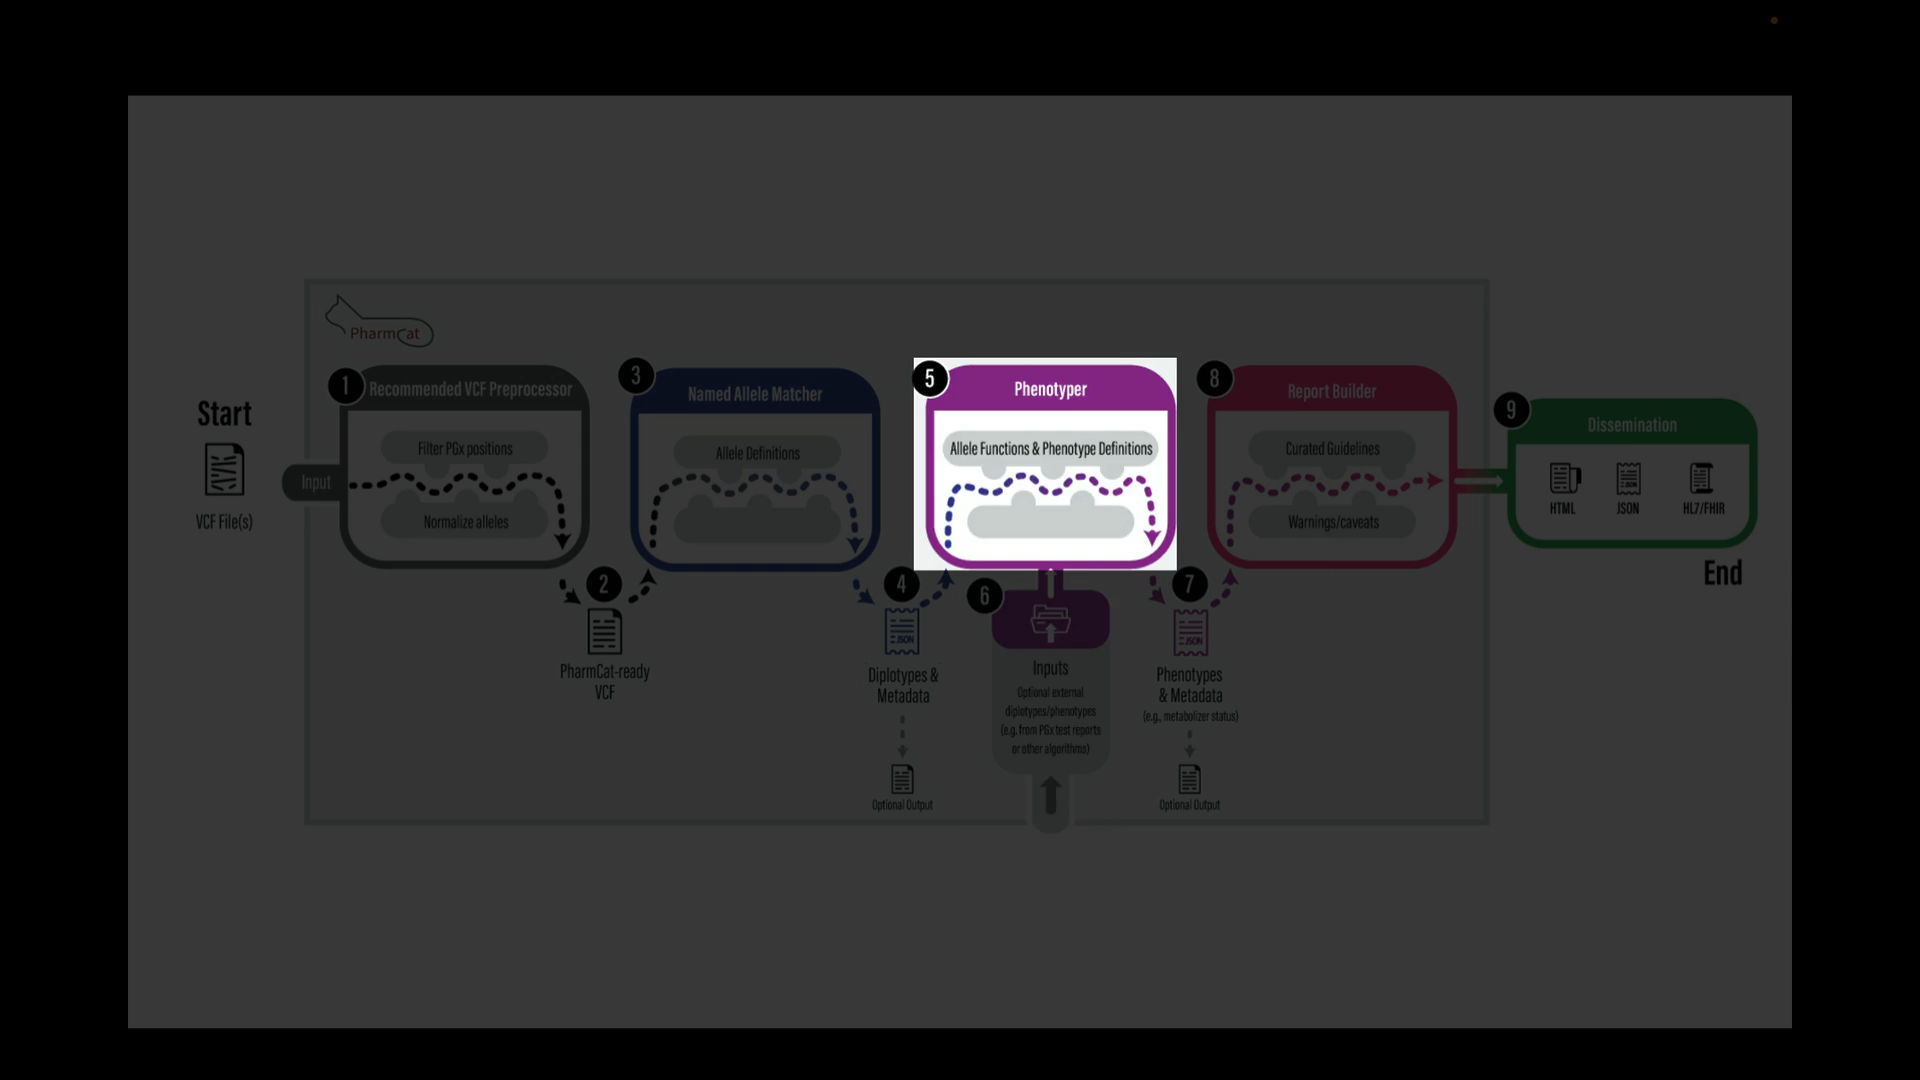 PharmCat
Start
VCF File(s)
Input
1
Recommended VCF Preprocessor
Filter PGx positions
Normalize alleles
2
PharmCat-ready
VCF
3
Named Allele Matcher
Allele Definitions
4
JSON
Diplotypes &
Metadata
Optional Output
5
Phenotyper
Allele Functions & Phenotype Definitions
6
Inputs
Optional external
diplotypes/phenotypes
(e.g. from PGx test reports
or other algorithms)
7
JSON
Phenotypes
& Metadata
(e.g., metabolizer status)
Optional Output
8
Report Builder
Curated Guidelines
Warnings/caveats
9
Dissemination
HTML
JSON
JSON
HL7/FHIR
End